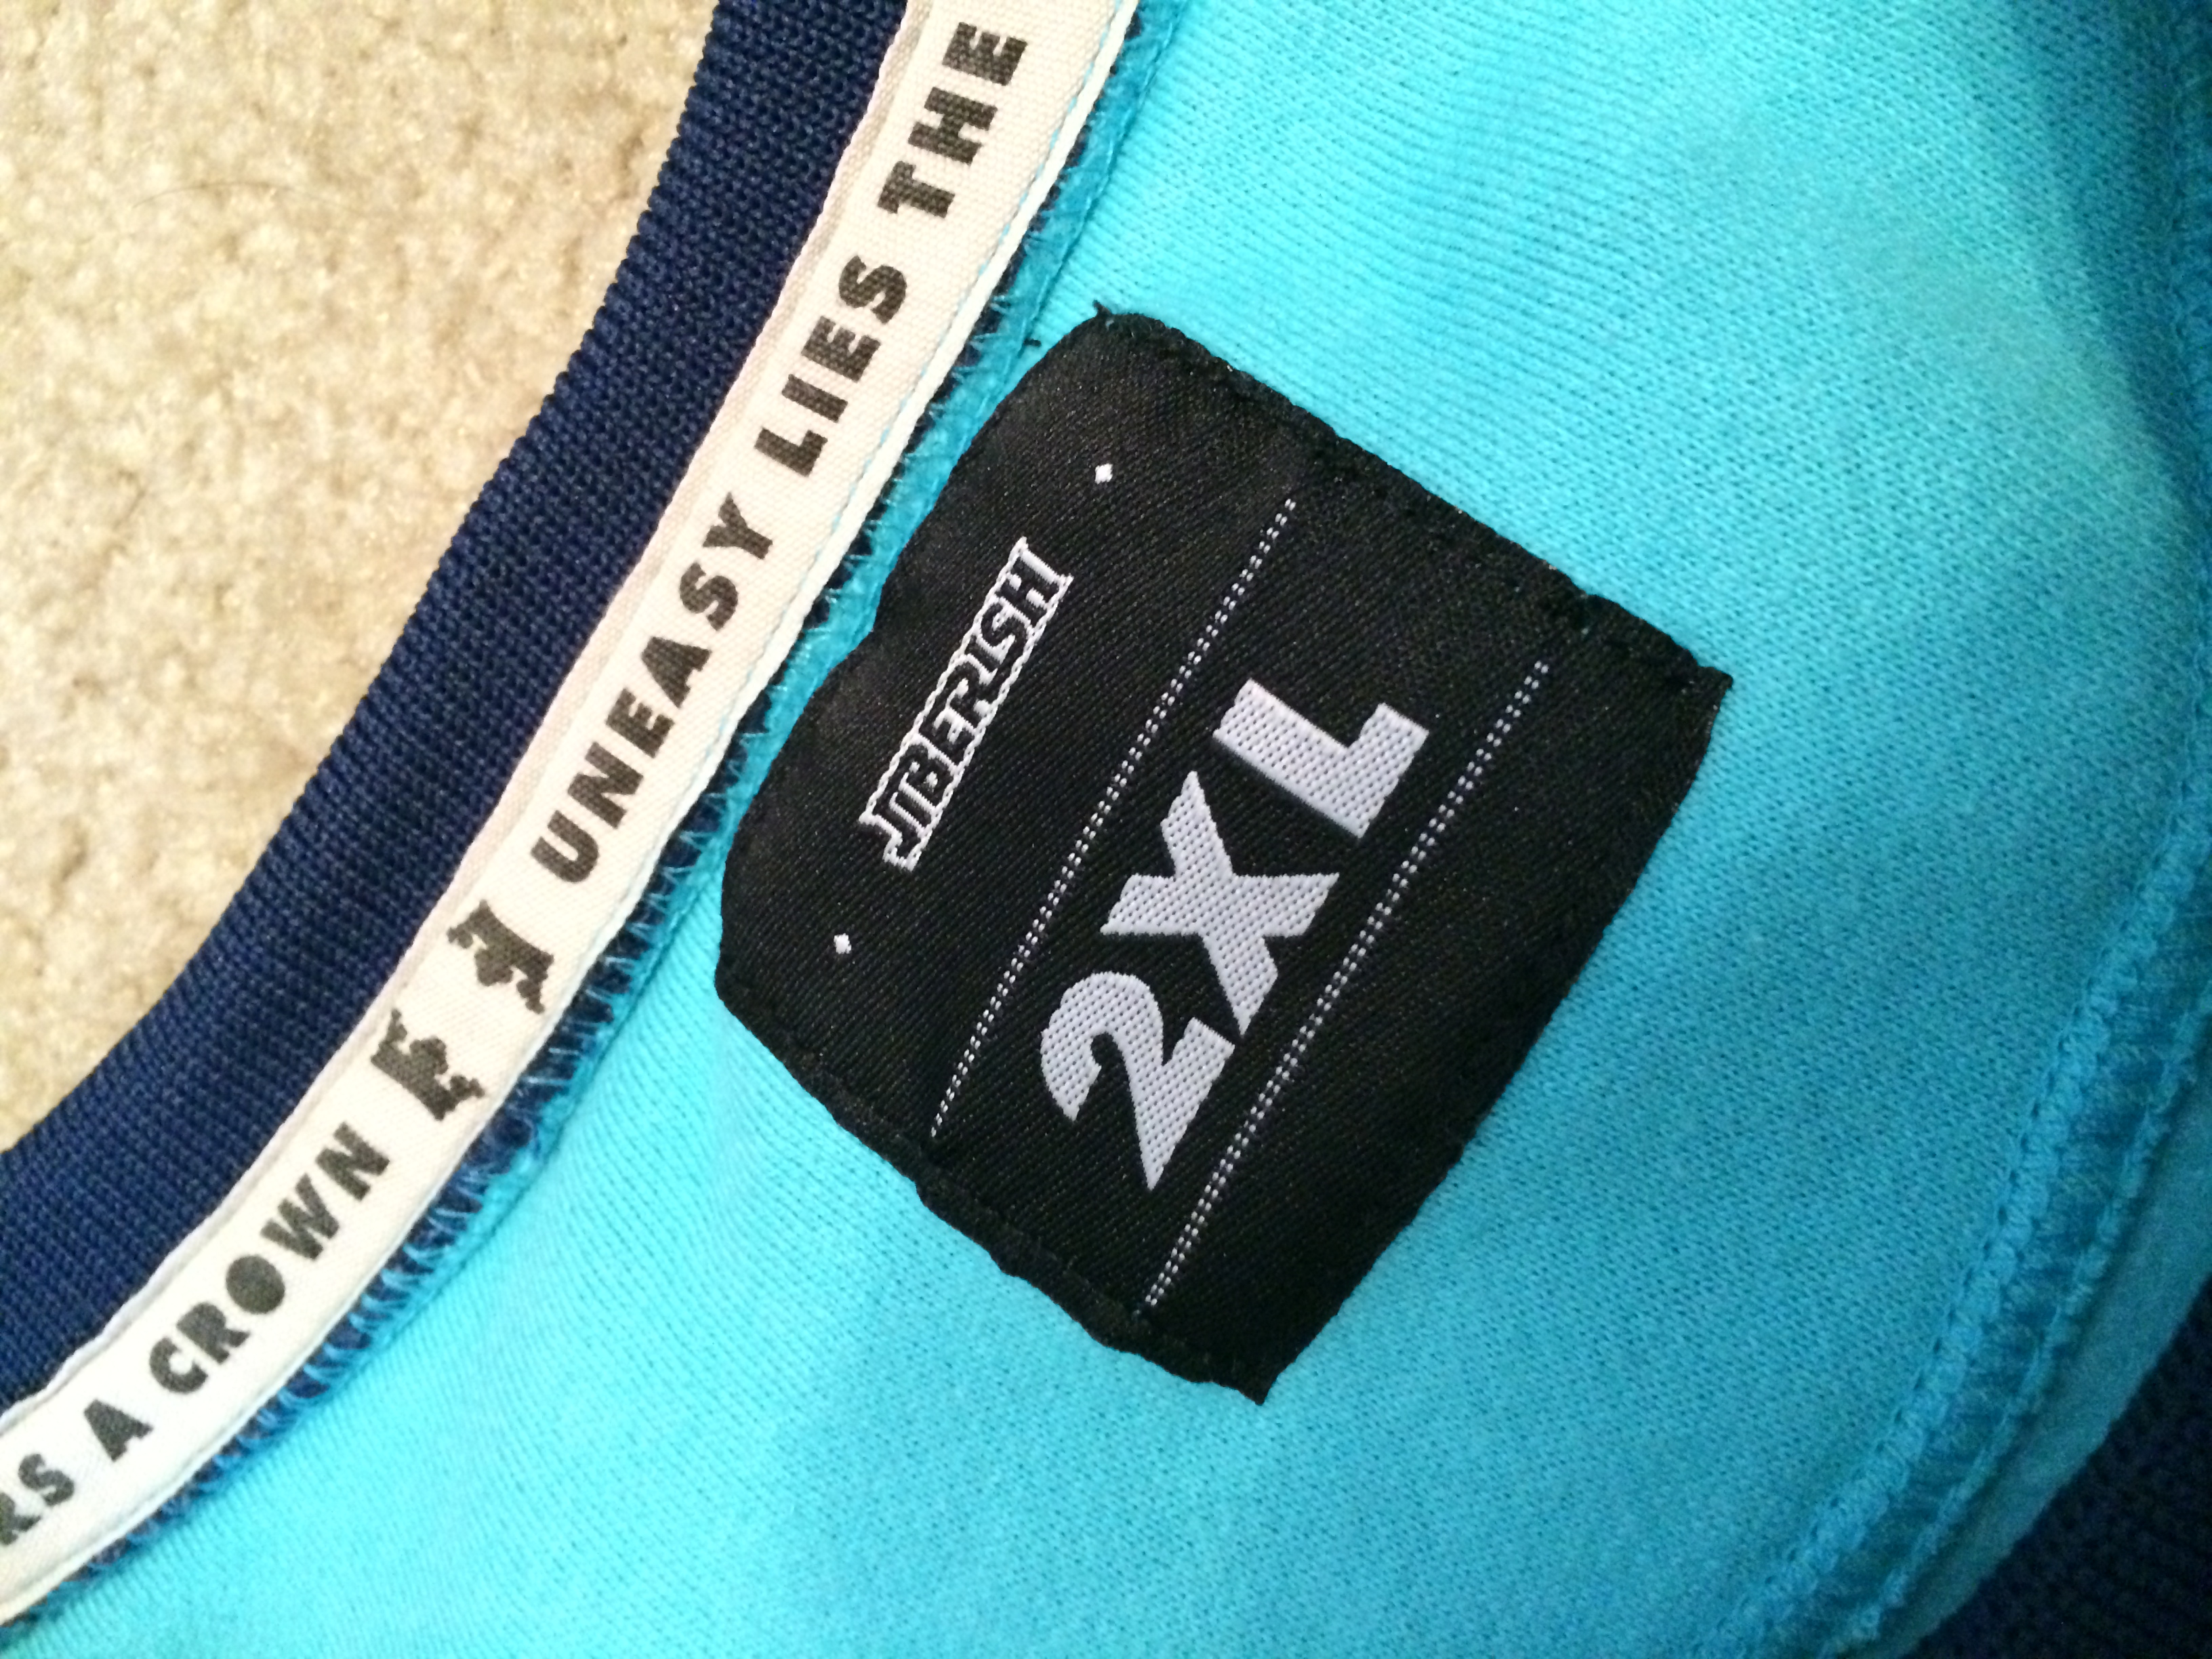 RS A CROWN
UNEASY LIES THE
JIBERISH
2XL